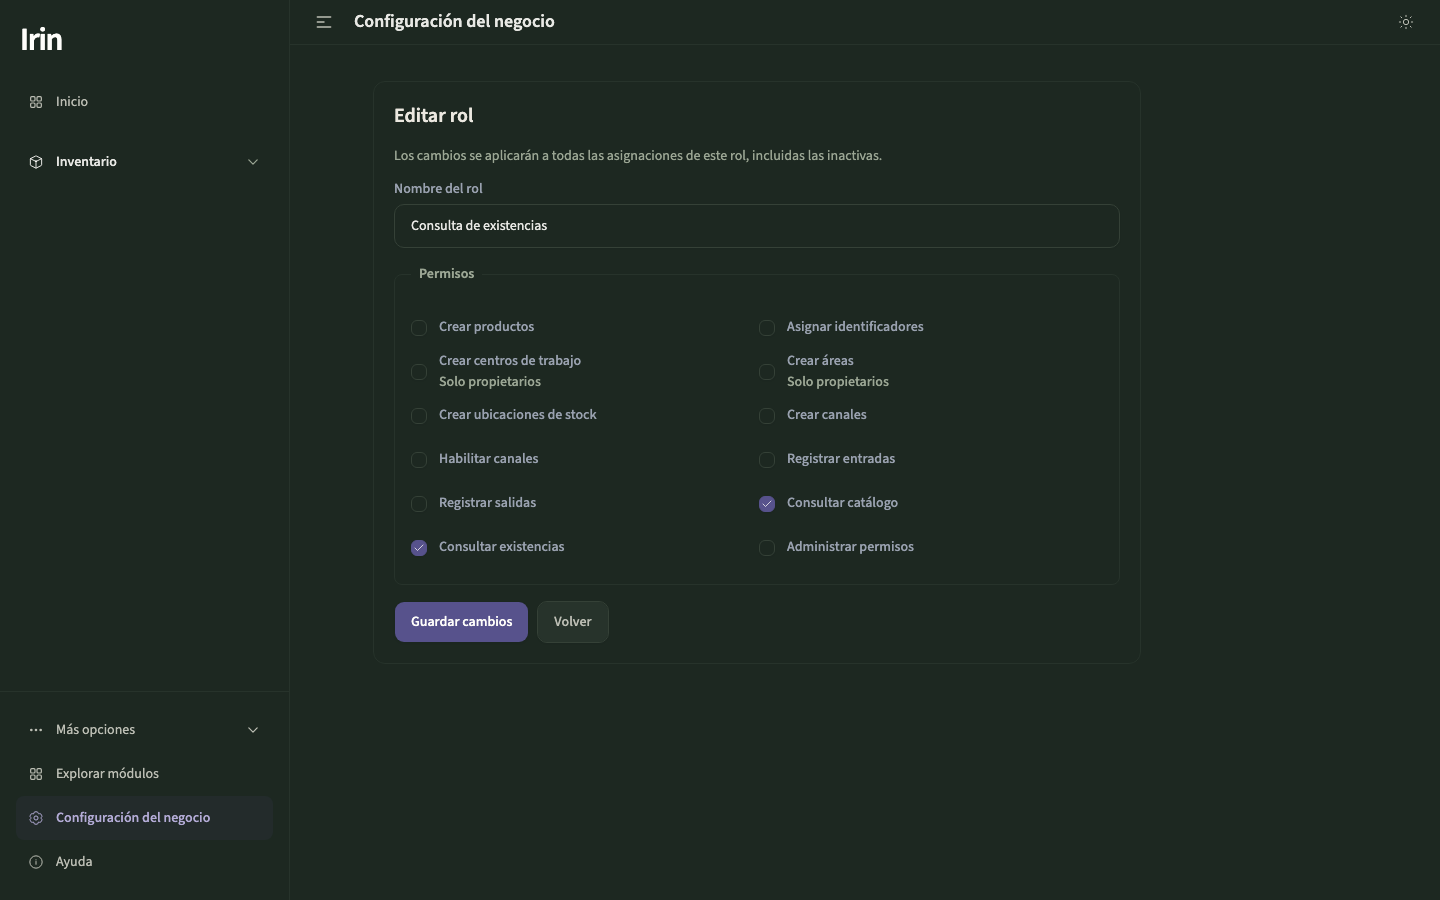 Irin
Configuración del negocio
Inicio
Inventario
Editar rol
Los cambios se aplicarán a todas las asignaciones de este rol, incluidas las inactivas.
Nombre del rol
Consulta de existencias
Permisos
Crear productos
Asignar identificadores
Crear centros de trabajo
Solo propietarios
Crear áreas
Solo propietarios
Crear ubicaciones de stock
Crear canales
Habilitar canales
Registrar entradas
Registrar salidas
Consultar catálogo
Consultar existencias
Administrar permisos
Guardar cambios
Volver
Más opciones
Explorar módulos
Configuración del negocio
Ayuda